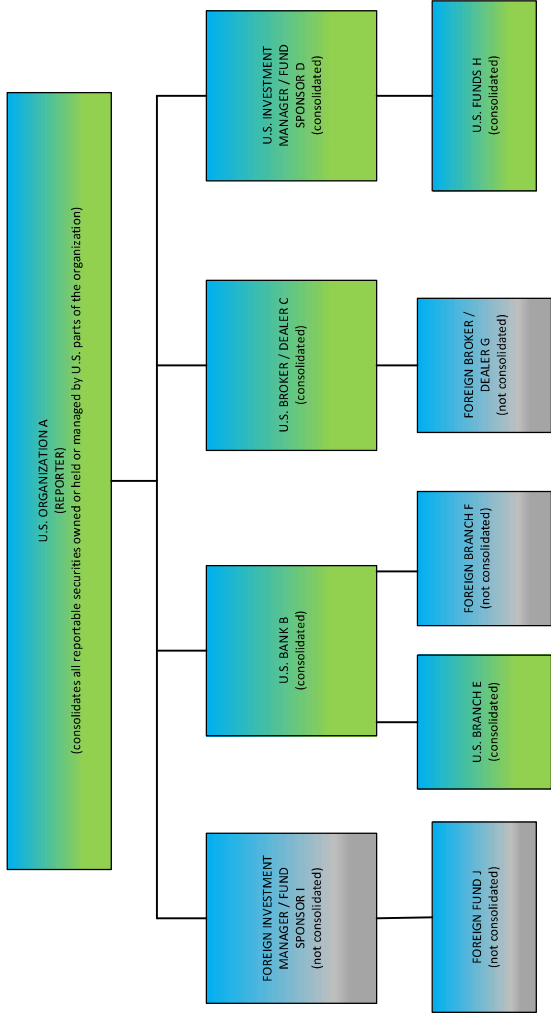 U.S. ORGANIZATION A
(REPORTER)
(consolidates all reportable securities owned or held or managed by U.S. parts of the organization)
FOREIGN INVESTMENT
MANAGER / FUND
SPONSOR I
(not consolidated)
U.S. BANK B
(consolidated)
U.S. BROKER / DEALER C
(consolidated)
U.S. INVESTMENT
MANAGER / FUND
SPONSOR D
(consolidated)
FOREIGN FUND J
(not consolidated)
U.S. BRANCH E
(consolidated)
FOREIGN BRANCH F
(not consolidated)
FOREIGN BROKER /
DEALER G
(not consolidated)
U.S. FUNDS H
(consolidated)